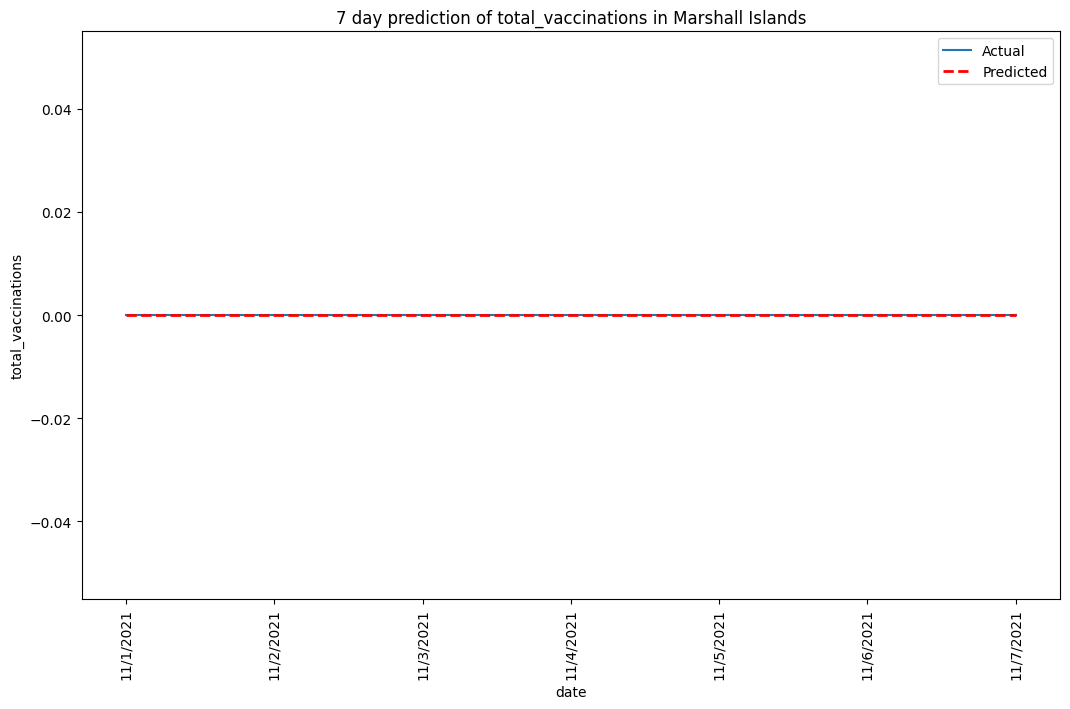 7 day prediction of total_vaccinations in Marshall Islands
Actual
Predicted
0.04
0.02
0.00
−0.02
−0.04
total_vaccinations
11/1/2021
11/2/2021
11/3/2021
11/4/2021
11/5/2021
11/6/2021
11/7/2021
date